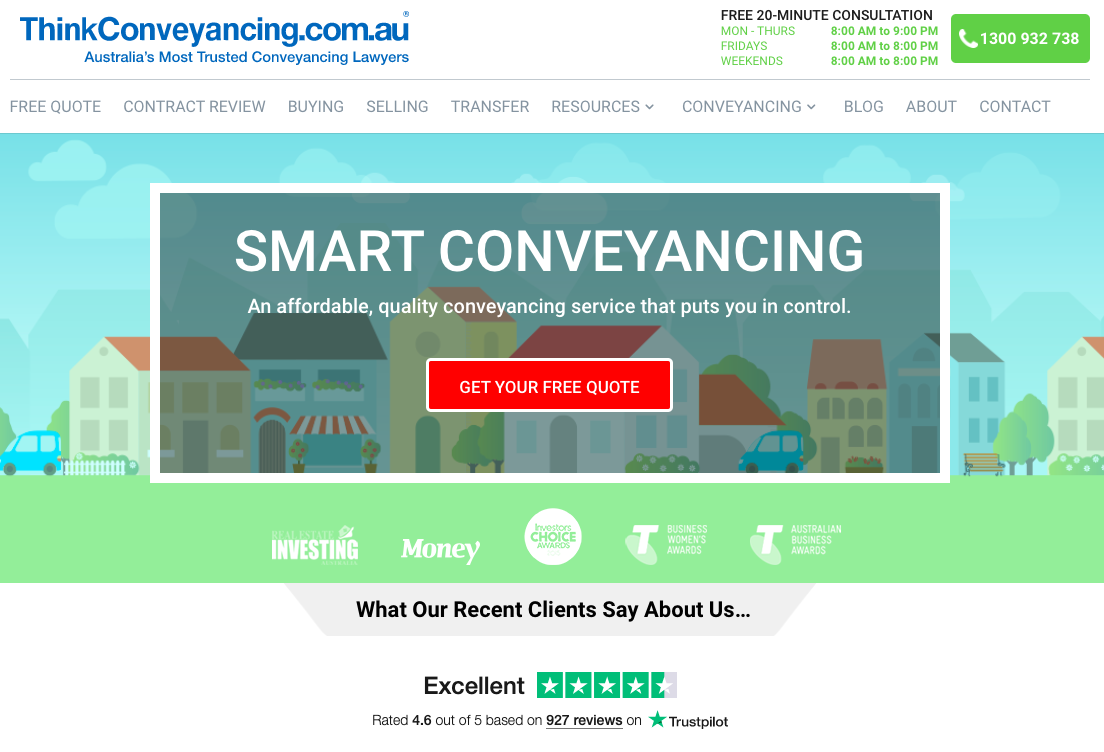 ThinkConveyancing.com.au®
Australia's Most Trusted Conveyancing Lawyers
FREE 20-MINUTE CONSULTATION
MON - THURS 8:00 AM to 9:00 PM
FRIDAYS 8:00 AM to 8:00 PM
WEEKENDS 8:00 AM to 8:00 PM
1300 932 738
FREE QUOTE CONTRACT REVIEW BUYING SELLING TRANSFER RESOURCES CONVEYANCING BLOG ABOUT CONTACT
SMART CONVEYANCING
An affordable, quality conveyancing service that puts you in control.
GET YOUR FREE QUOTE
REAL ESTATE
INVESTING
Money
Investors
CHOICE
AWARDS
T BUSINESS
WOMEN'S
AWARDS
T AUSTRALIAN
BUSINESS
AWARDS
What Our Recent Clients Say About Us...
Excellent
Rated 4.6 out of 5 based on 927 reviews on Trustpilot